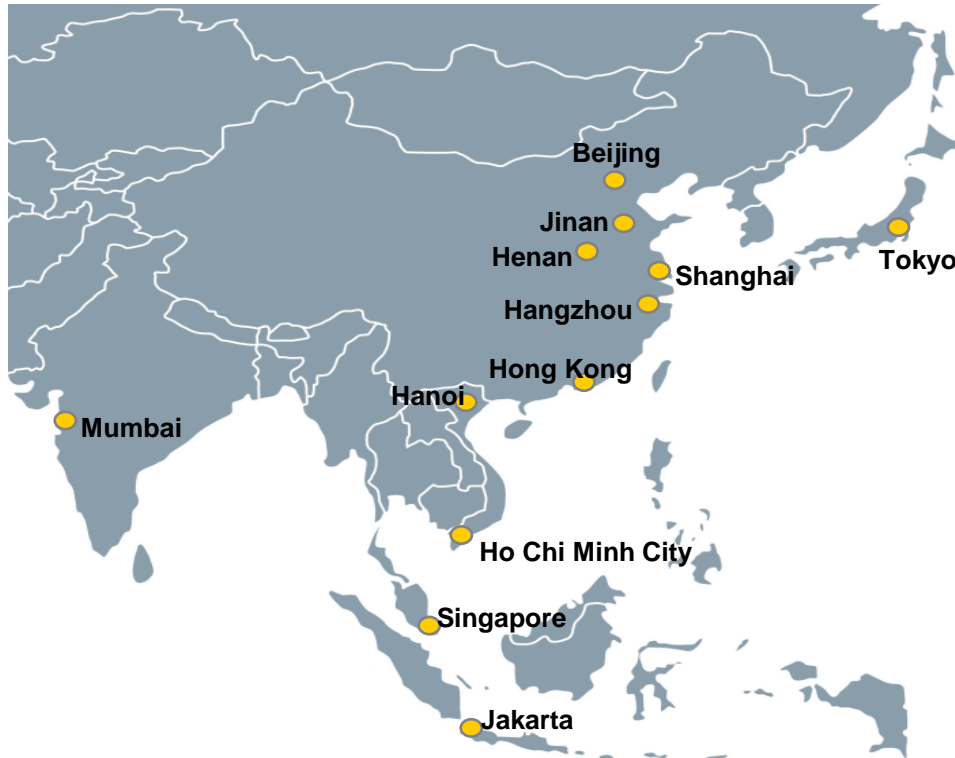 Beijing
Jinan
Henan
Tokyo
Shanghai
Hangzhou
Hong Kong
Hanoi
Mumbai
Ho Chi Minh City
Singapore
Jakarta